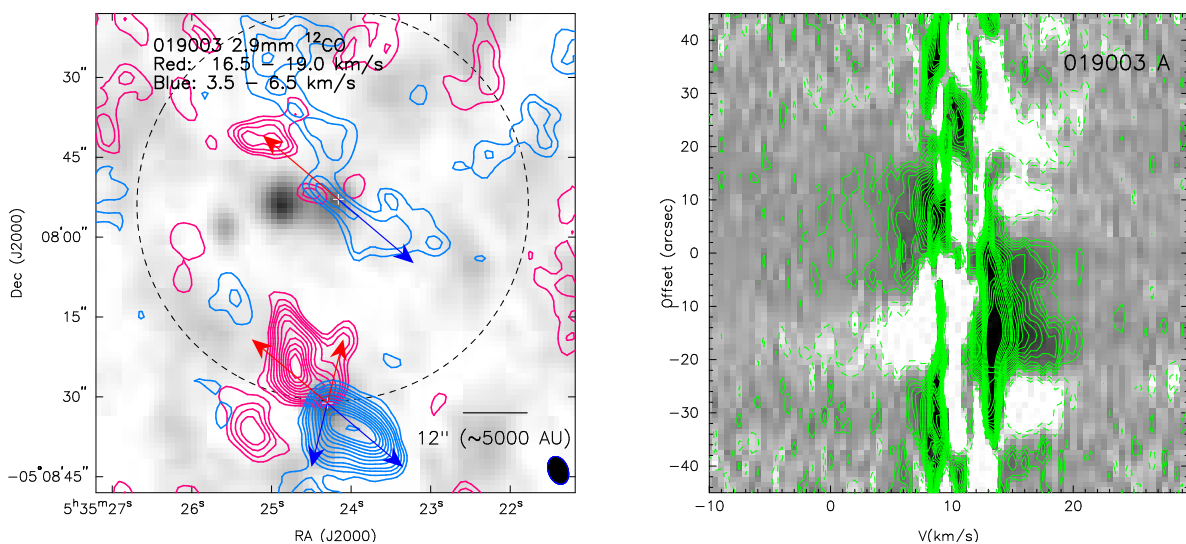 019003 2.9mm ¹²CO
Red: 16.5 – 19.0 km/s
Blue: 3.5 – 6.5 km/s
30"
45"
08'00"
15"
30"
−05°08'45"
12" (~5000 AU)
5ʰ35ᵐ27ˢ
26ˢ
25ˢ
24ˢ
23ˢ
22ˢ
RA (J2000)
Dec (J2000)
019003 A
40
30
20
10
0
−10
−20
−30
−40
−10
0
10
20
V(km/s)
offset (arcsec)